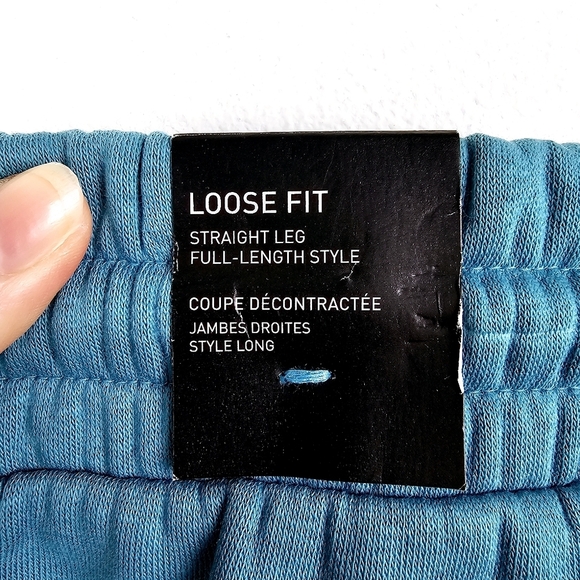 LOOSE FIT
STRAIGHT LEG
FULL-LENGTH STYLE
COUPE DÉCONTRACTÉE
JAMBES DROITES
STYLE LONG